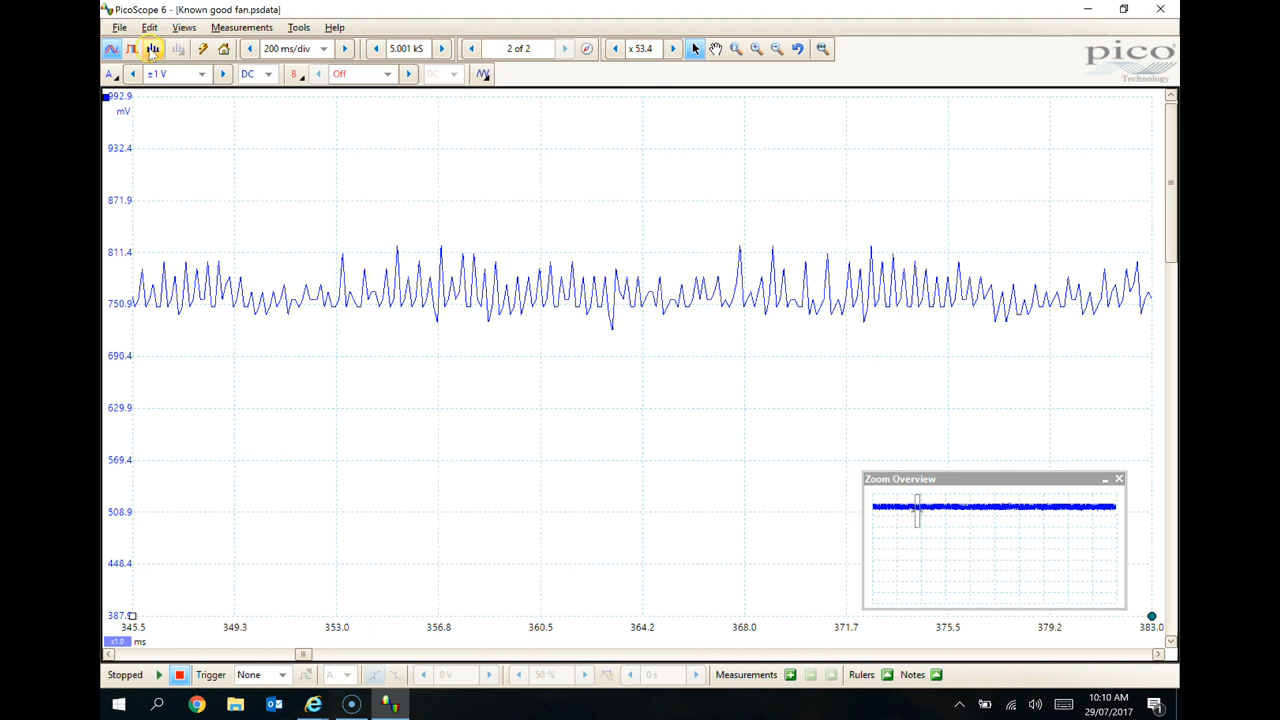 PicoScope 6 - [Known good fan.psdata]
File Edit Views Measurements Tools Help
200 ms/div 5.001 kS 2 of 2 x 53.4
pico
Technology
A ±1 V DC B Off DC
992.9
mV
932.4
871.9
811.4
750.9
690.4
629.9
569.4
508.9
448.4
387.9
Zoom Overview
345.5 349.3 353.0 356.8 360.5 364.2 368.0 371.7 375.5 379.2 383.0
x1.0 ms
Stopped Trigger None A 0 V 50 % 0 s Measurements Rulers Notes
10:10 AM
29/07/2017
1